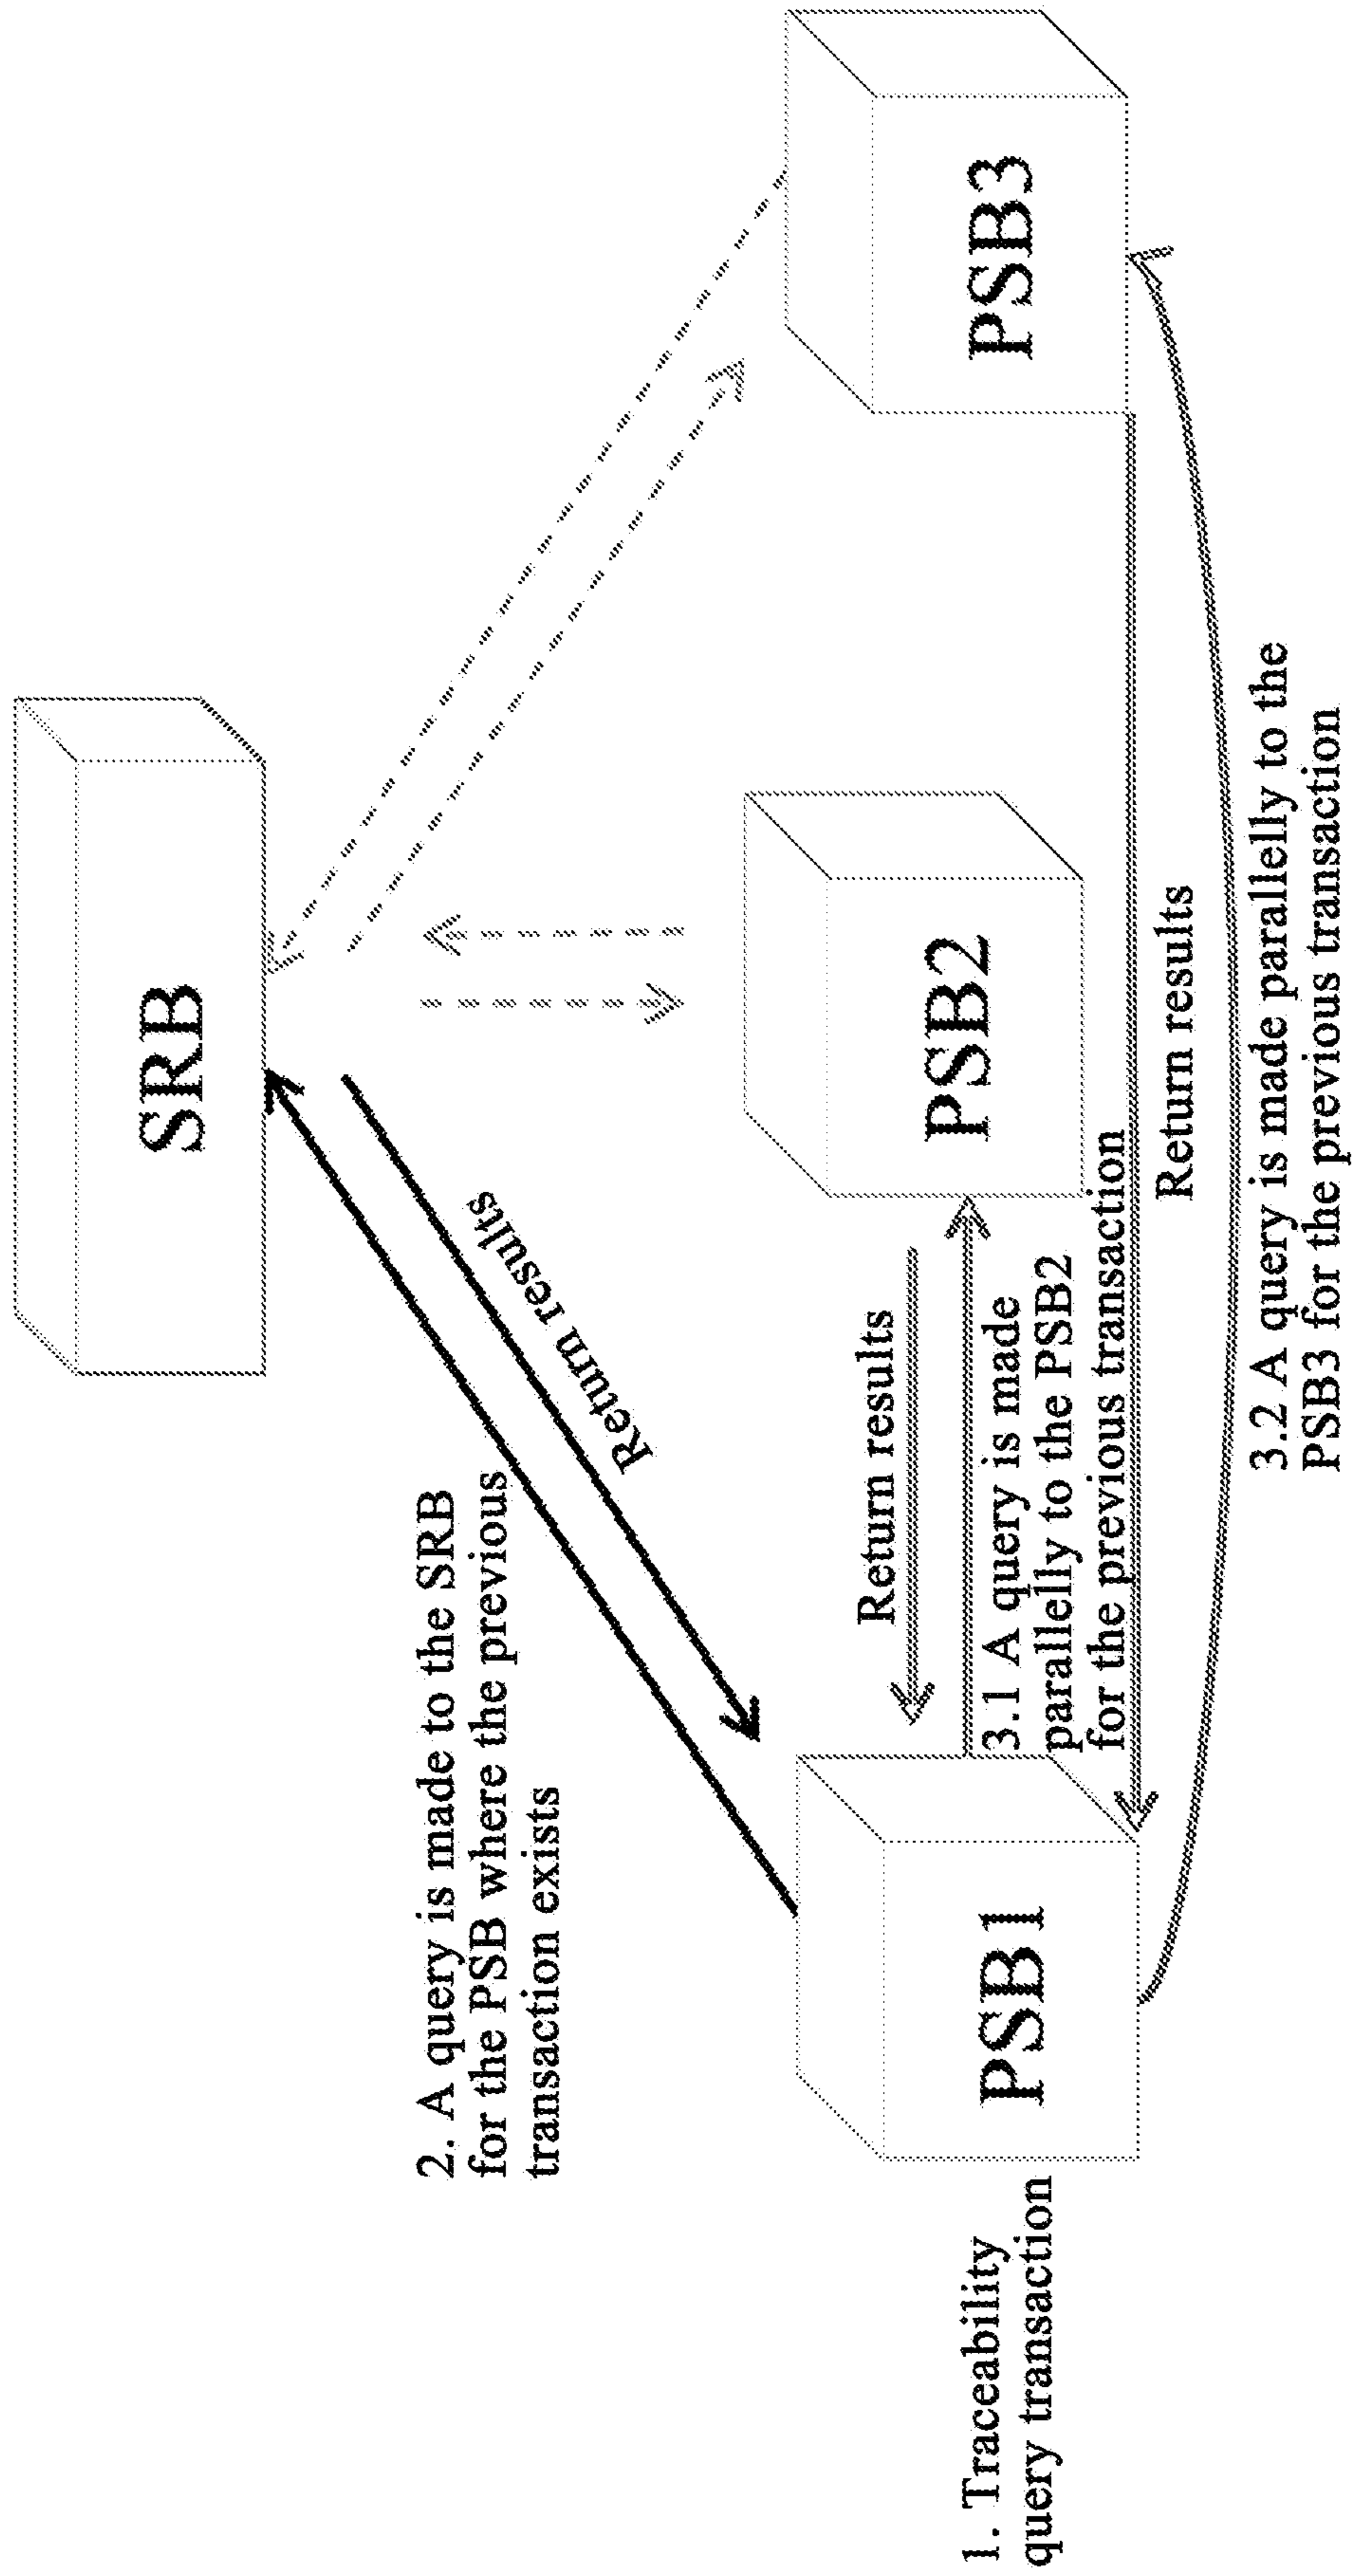 SRB
2. A query is made to the SRB
for the PSB where the previous
transaction exists
Return results
PSB1
PSB2
PSB3
1. Traceability
query transaction
Return results
3.1 A query is made
parallelly to the PSB2
for the previous transaction
Return results
3.2 A query is made parallelly to the
PSB3 for the previous transaction